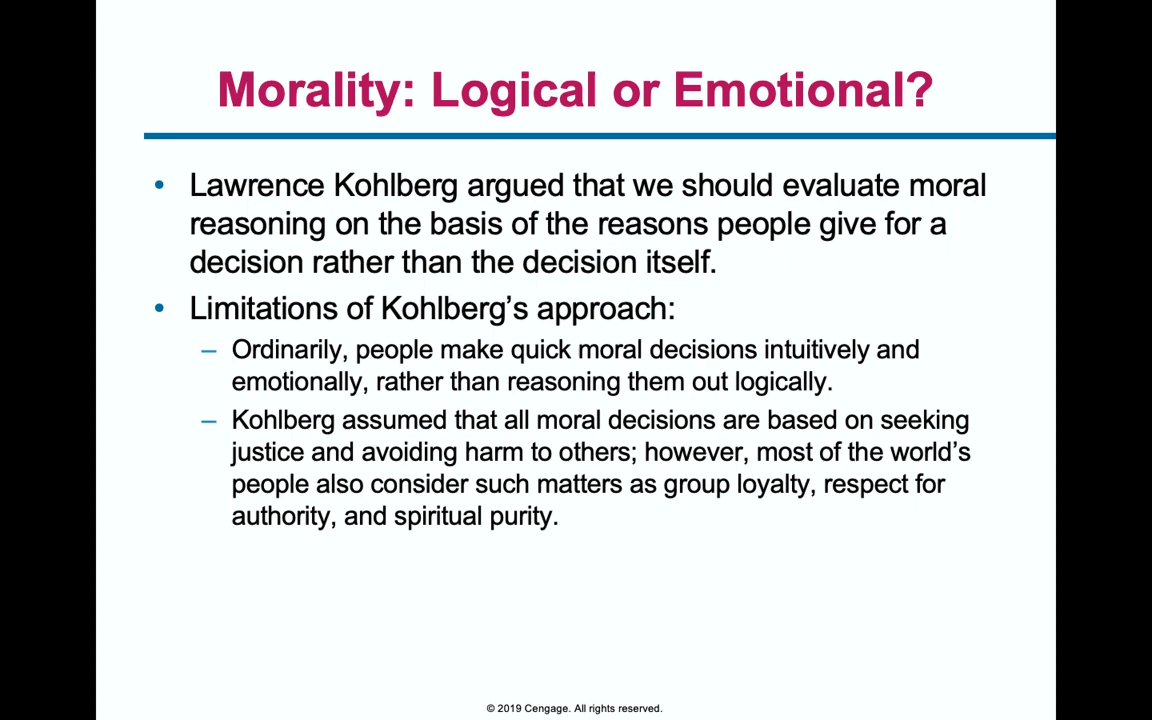 Morality: Logical or Emotional?
• Lawrence Kohlberg argued that we should evaluate moral
reasoning on the basis of the reasons people give for a
decision rather than the decision itself.
• Limitations of Kohlberg’s approach:
– Ordinarily, people make quick moral decisions intuitively and
emotionally, rather than reasoning them out logically.
– Kohlberg assumed that all moral decisions are based on seeking
justice and avoiding harm to others; however, most of the world’s
people also consider such matters as group loyalty, respect for
authority, and spiritual purity.
© 2019 Cengage. All rights reserved.